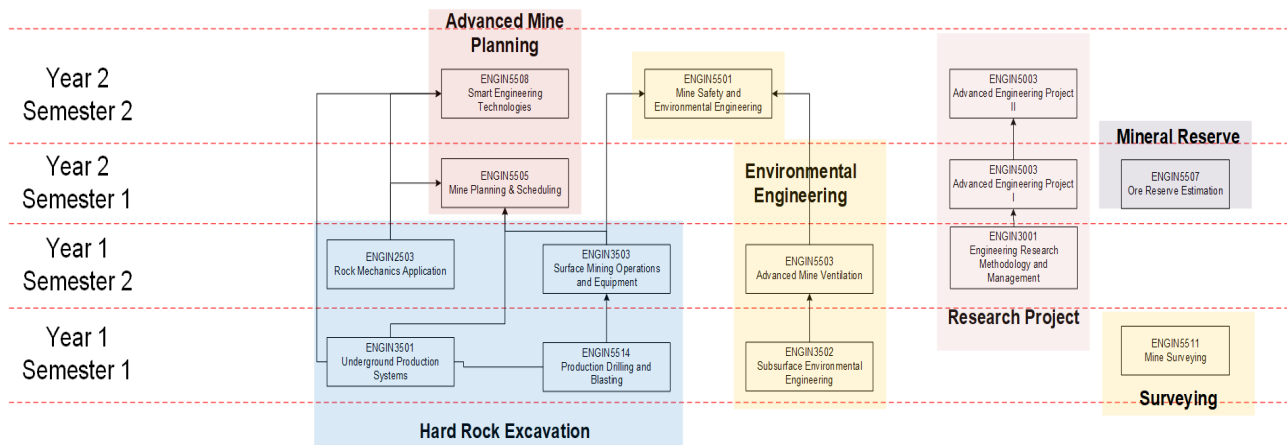 Advanced Mine
Planning
Year 2
Semester 2
ENGIN5508
Smart Engineering
Technologies
ENGIN5501
Mine Safety and
Environmental Engineering
ENGIN5003
Advanced Engineering Project
II
Mineral Reserve
Year 2
Semester 1
ENGIN5505
Mine Planning & Scheduling
Environmental
Engineering
ENGIN5003
Advanced Engineering Project
I
ENGIN5507
Ore Reserve Estimation
Year 1
Semester 2
ENGIN2503
Rock Mechanics Application
ENGIN3503
Surface Mining Operations
and Equipment
ENGIN5503
Advanced Mine Ventilation
ENGIN3001
Engineering Research
Methodology and
Management
Research Project
Year 1
Semester 1
ENGIN3501
Underground Production
Systems
ENGIN5514
Production Drilling and
Blasting
ENGIN3502
Subsurface Environmental
Engineering
ENGIN5511
Mine Surveying
Surveying
Hard Rock Excavation